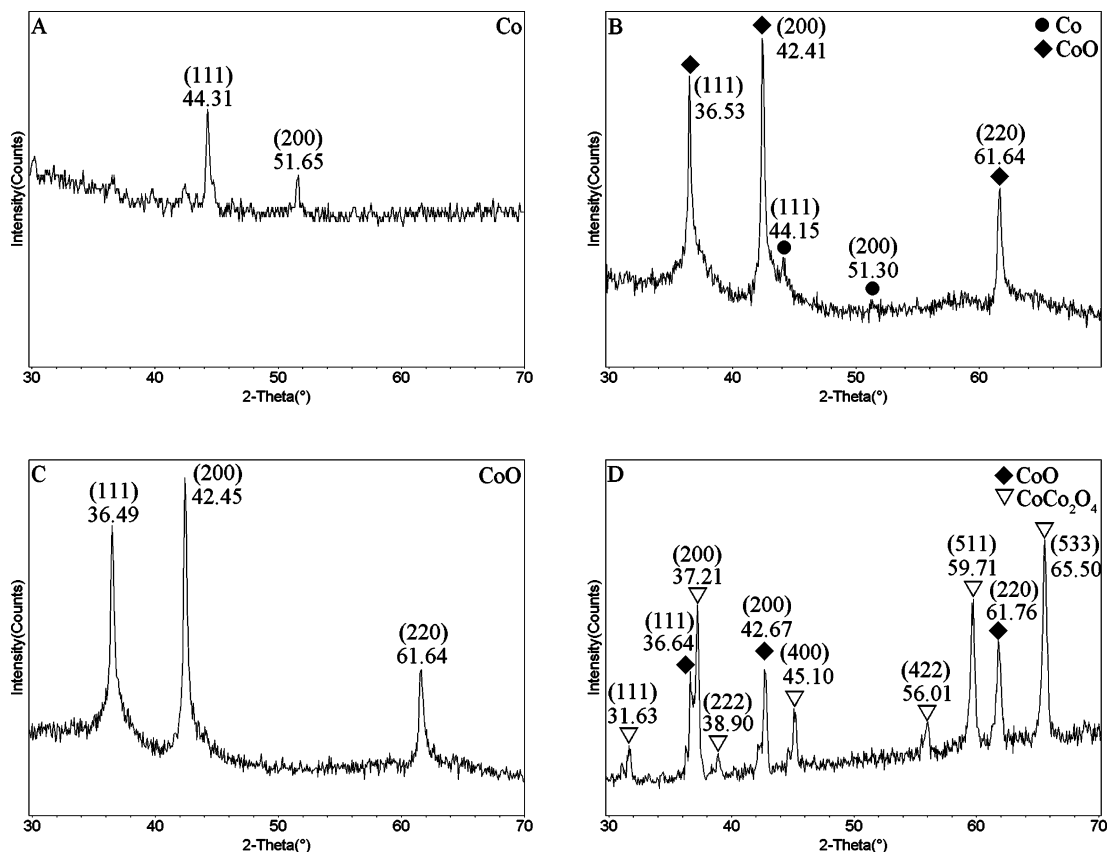 A
Co
(111)
44.31
(200)
51.65
Intensity(Counts)
30 40 50 60 70
2-Theta(°)
B
Co
CoO
(111)
36.53
(200)
42.41
(111)
44.15
(200)
51.30
(220)
61.64
Intensity(Counts)
30 40 50 60
2-Theta(°)
C
CoO
(111)
36.49
(200)
42.45
(220)
61.64
Intensity(Counts)
30 40 50 60 70
2-Theta(°)
D
CoO
CoCo₂O₄
(111)
31.63
(111)
36.64
(200)
37.21
(222)
38.90
(200)
42.67
(400)
45.10
(422)
56.01
(511)
59.71
(220)
61.76
(533)
65.50
Intensity(Counts)
30 40 50 60 70
2-Theta(°)